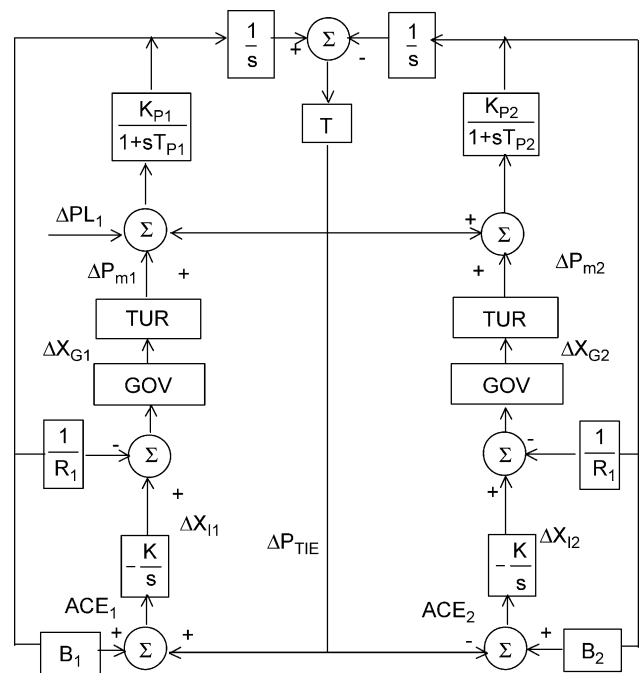 1
s
+
Σ
-
1
s
K_P1
1+sT_P1
T
K_P2
1+sT_P2
ΔPL_1
Σ
+
Σ
ΔP_m1
+
+
ΔP_m2
TUR
TUR
ΔX_G1
ΔX_G2
GOV
GOV
1
R_1
-
Σ
+
Σ
-
+
1
R_1
ΔX_I1
ΔX_I2
-K
s
ΔP_TIE
-K
s
ACE_1
ACE_2
B_1
+
Σ
+
-
Σ
+
B_2